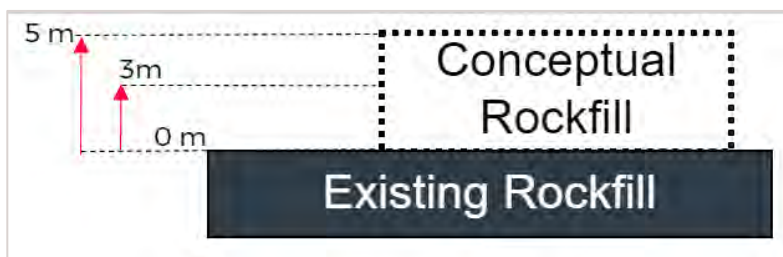 5 m
Conceptual
3m
Rockfill
0 m
Existing Rockfill